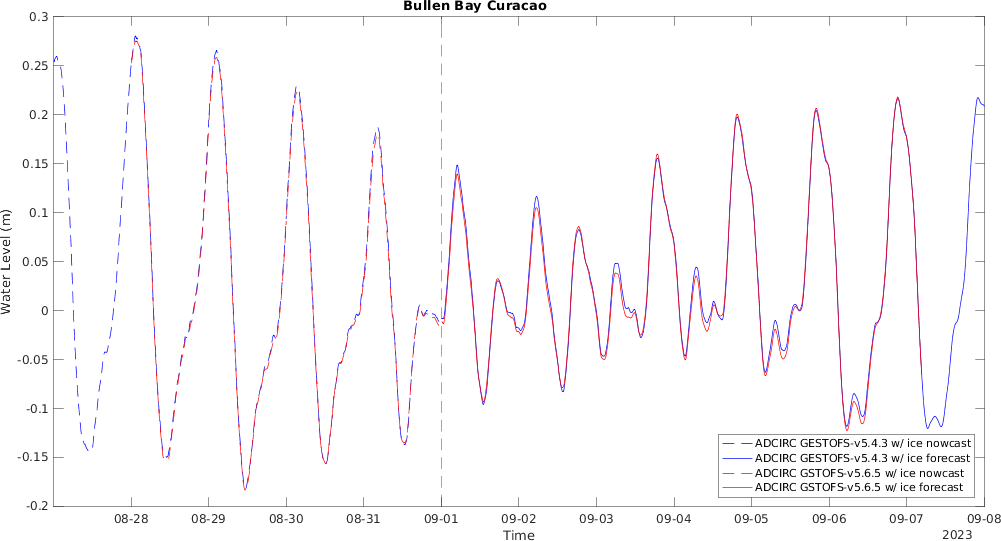 Bullen Bay Curacao
0.3
0.25
0.2
0.15
0.1
0.05
0
-0.05
-0.1
-0.15
-0.2
Water Level (m)
ADCIRC GESTOFS-v5.4.3 w/ ice nowcast
ADCIRC GESTOFS-v5.4.3 w/ ice forecast
ADCIRC GSTOFS-v5.6.5 w/ ice nowcast
ADCIRC GSTOFS-v5.6.5 w/ ice forecast
08-28 08-29 08-30 08-31 09-01 09-02 09-03 09-04 09-05 09-06 09-07 09-08
Time
2023